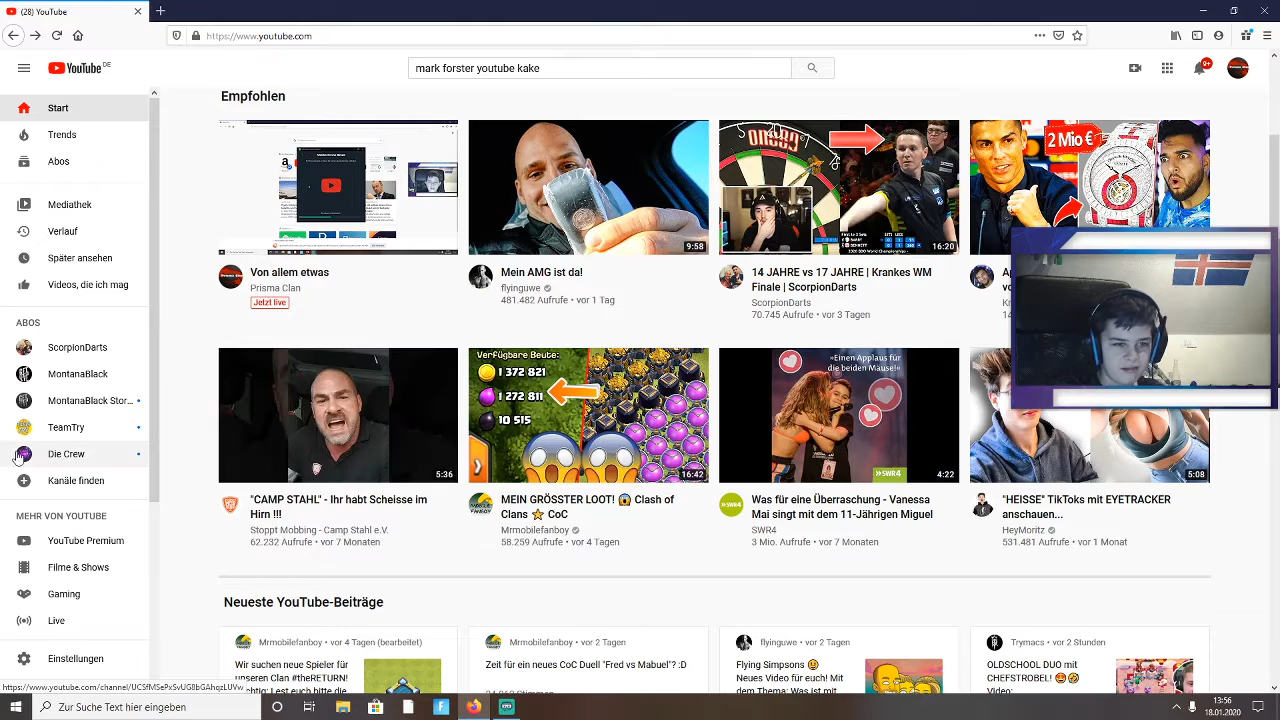 (28) YouTube
https://www.youtube.com
YouTube DE
mark forster youtube kake
9+
Start
Trends
Abos
Mediathek
Verlauf
Später ansehen
Videos, die ich mag
ABOS
ScorpionDarts
MontanaBlack
MontanaBlack Stor...
TeamTry
Die Crew
Kanäle finden
MEHR VON YOUTUBE
YouTube Premium
Filme & Shows
Gaming
Live
Einstellungen
Empfohlen
9:58
16:20
2 Mio €
Von allem etwas
Prisma Clan
Jetzt live
Mein AMG ist da!
flyinguwe
481.482 Aufrufe • vor 1 Tag
14 JAHRE vs 17 JAHRE | Krankes WM
Finale | ScorpionDarts
ScorpionDarts
70.745 Aufrufe • vor 3 Tagen
5:36
Verfügbare Beute:
1 372 821
1 272 811
10 515
16:42
»Einen Applaus für
die beiden Mäuse!«
»SWR4
4:22
5:08
"CAMP STAHL" - Ihr habt Scheisse im
Hirn !!!
Stoppt Mobbing - Camp Stahl e.V.
62.232 Aufrufe • vor 7 Monaten
MEIN GRÖSSTER LOOT! 😱 Clash of
Clans ⭐ CoC
Mrmobilefanboy
58.259 Aufrufe • vor 4 Tagen
Was für eine Überraschung - Vanessa
Mai singt mit dem 11-Jährigen Miguel
SWR4
3 Mio. Aufrufe • vor 7 Monaten
"HEISSE" TikToks mit EYETRACKER
anschauen...
HeyMoritz
531.481 Aufrufe • vor 1 Monat
Neueste YouTube-Beiträge
Mrmobilefanboy • vor 4 Tagen (bearbeitet)
Wir suchen neue Spieler für
unseren Clan #theRETURN!
Mrmobilefanboy • vor 2 Tagen
Zeit für ein neues CoC Duell "Fred vs Mabuel"? :D
flyinguwe • vor 2 Tagen
Flying Simpsons
Neues Video für euch! Mit
dem Thema: Was ist mit
Trymacs • vor 2 Stunden
OLDSCHOOL DUO mit
CHEFSTROBEL!
Video:
Zur Suche Text hier eingeben
13:56
18.01.2020